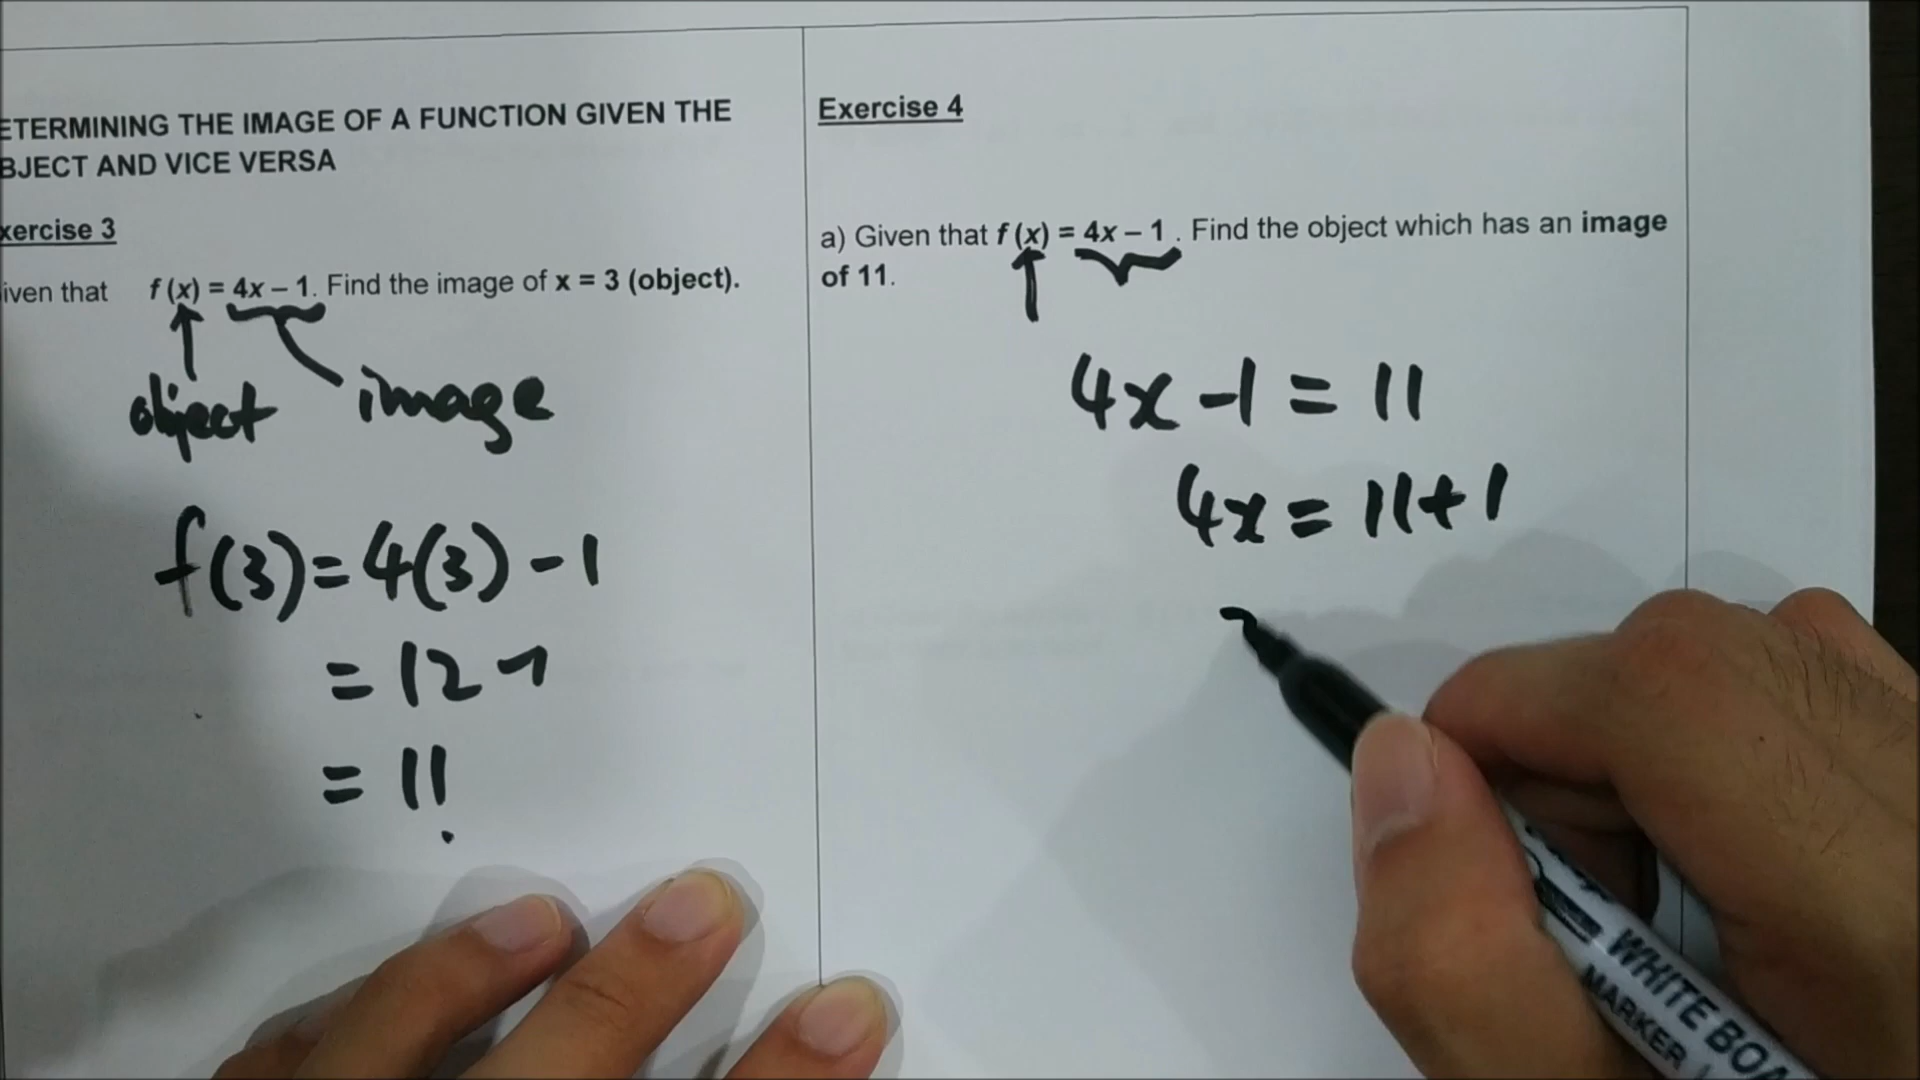 ETERMINING THE IMAGE OF A FUNCTION GIVEN THE
BJECT AND VICE VERSA
xercise 3
iven that f (x) = 4x – 1. Find the image of x = 3 (object).
object image
f(3) = 4(3) - 1
= 12 - 1
= 11
Exercise 4
a) Given that f (x) = 4x – 1 . Find the object which has an image
of 11.
4x - 1 = 11
4x = 11 + 1
WHITE BOA
MARKER